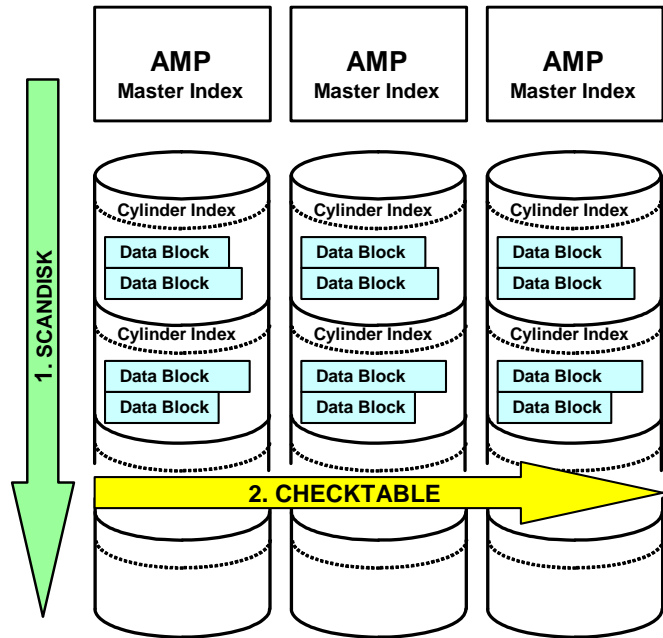 AMP AMP AMP
Master Index Master Index Master Index
Cylinder Index Cylinder Index Cylinder Index
Data Block Data Block Data Block
Data Block Data Block Data Block
1. SCANDISK
Cylinder Index Cylinder Index Cylinder Index
Data Block Data Block Data Block
Data Block Data Block Data Block
2. CHECKTABLE